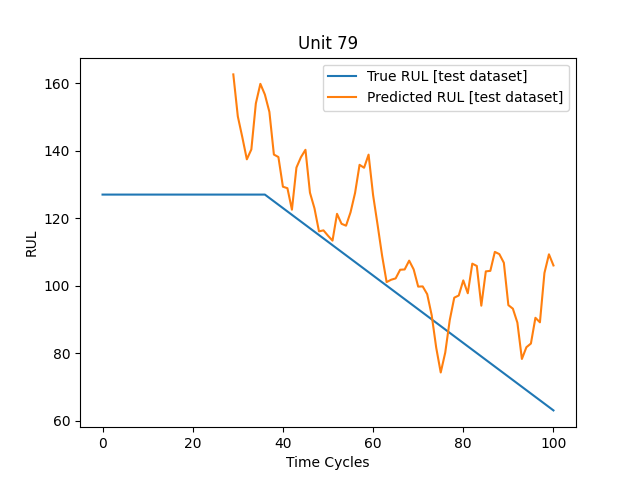 Unit 79
True RUL [test dataset]
Predicted RUL [test dataset]
160
140
120
100
80
60
RUL
0 20 40 60 80 100
Time Cycles